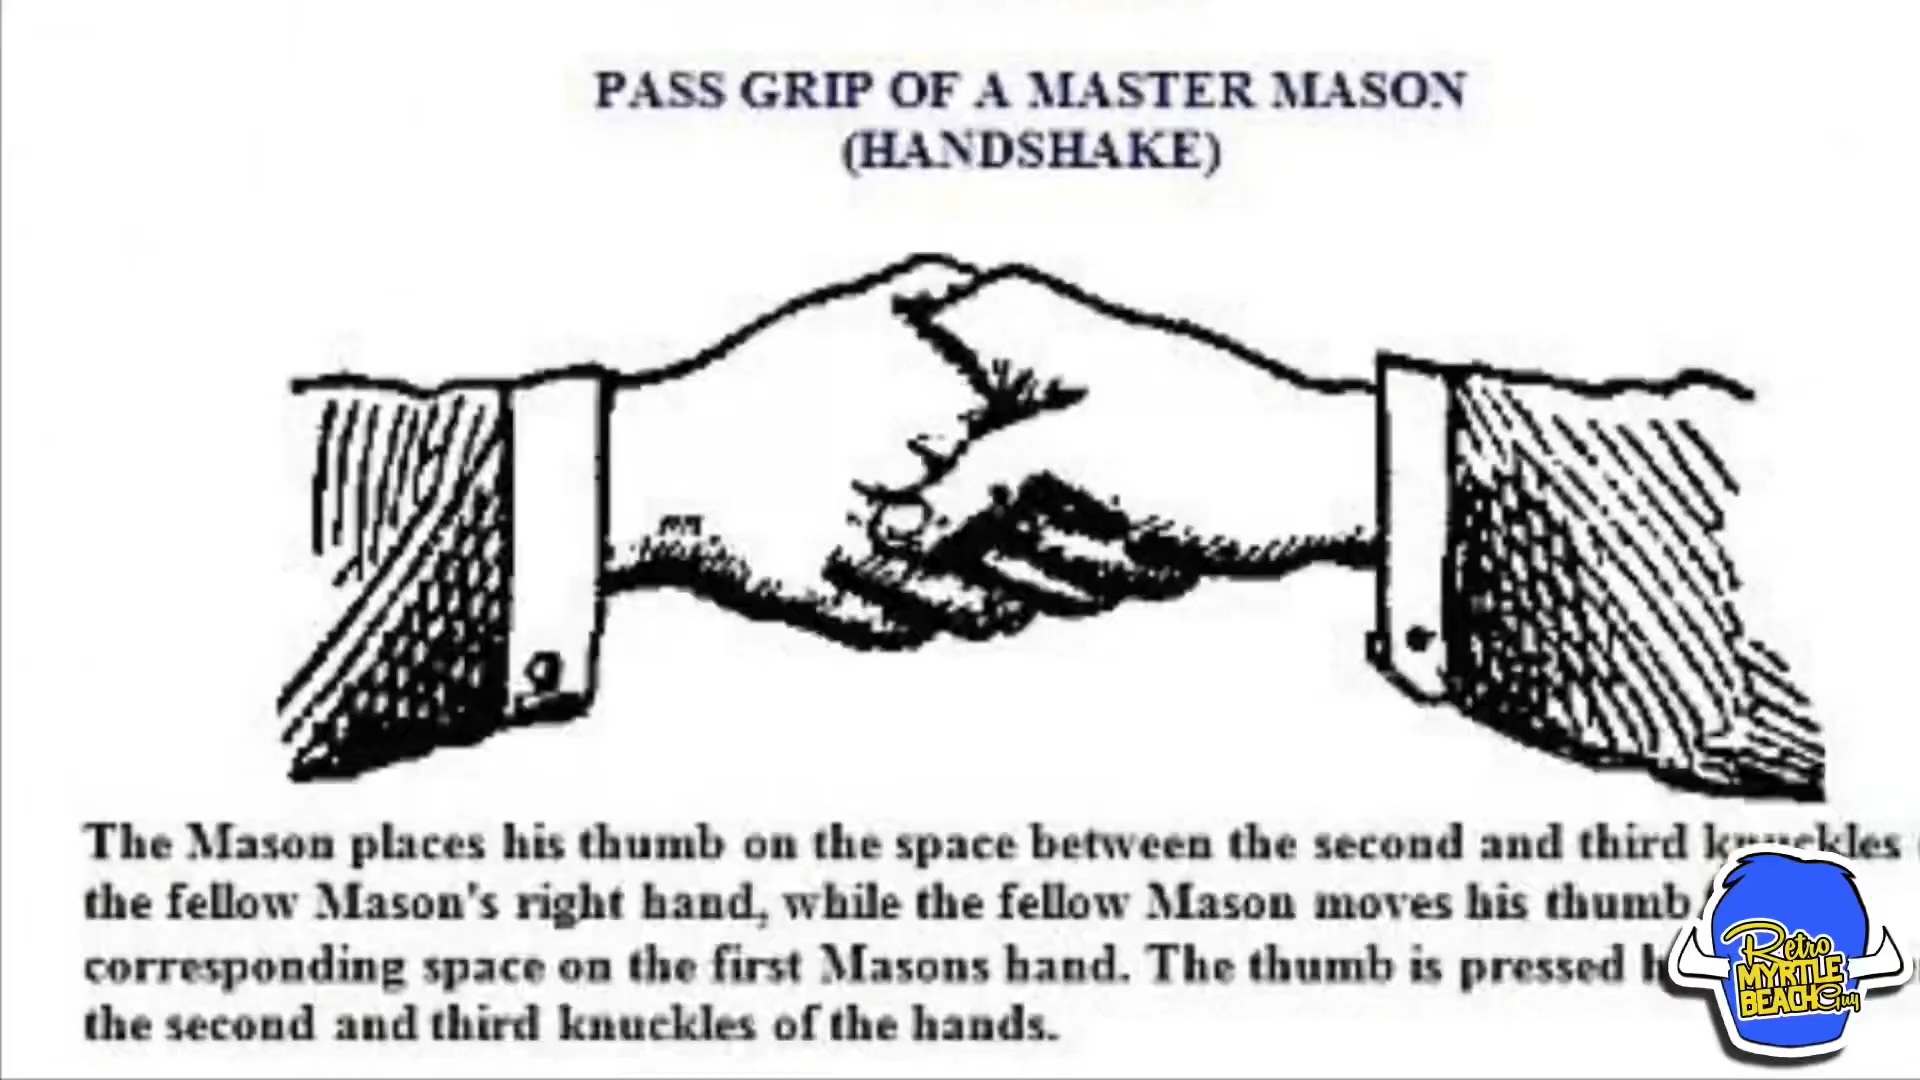 PASS GRIP OF A MASTER MASON
(HANDSHAKE)
The Mason places his thumb on the space between the second and third knuckles
the fellow Mason's right hand, while the fellow Mason moves his thumb
corresponding space on the first Masons hand. The thumb is pressed
the second and third knuckles of the hands.
Retro
MYRTLE
BEACH Guy